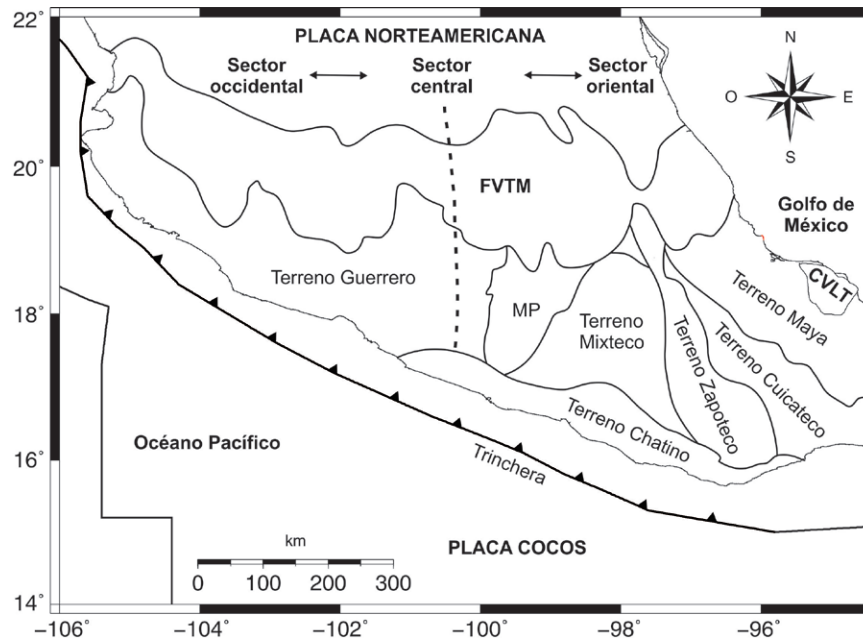 22°
20°
18°
16°
14°
PLACA NORTEAMERICANA
Sector
occidental
Sector
central
Sector
oriental
N
O
E
S
FVTM
Golfo de
México
CVLT
Terreno Guerrero
MP
Terreno
Mixteco
Terreno Maya
Terreno Cuicateco
Terreno Zapoteco
Terreno Chatino
Océano Pacífico
Trinchera
PLACA COCOS
km
0 100 200 300
−106° −104° −102° −100° −98° −96°